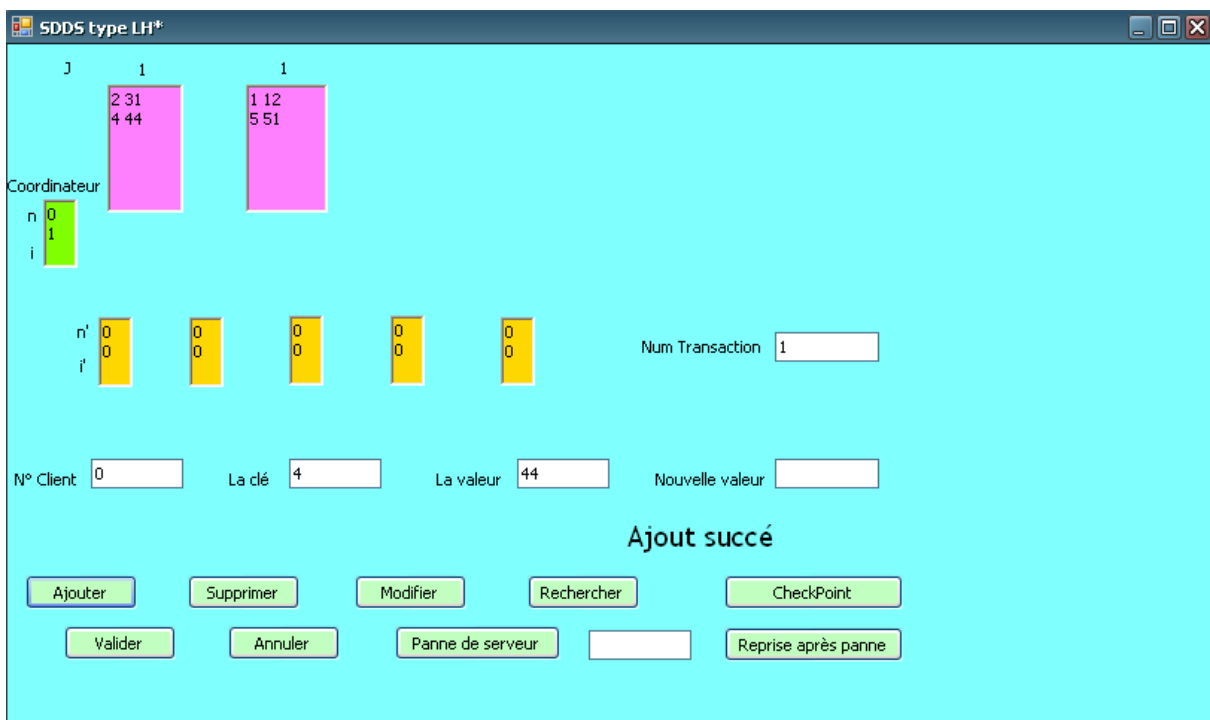 SDDS type LH*
J 1 1
2 31 1 12
4 44 5 51
Coordinateur
n 0
1
i
n' 0 0 0 0 0
0 0 0 0 0
i'
Num Transaction 1
N° Client 0 La clé 4 La valeur 44 Nouvelle valeur
Ajout succé
Ajouter Supprimer Modifier Rechercher CheckPoint
Valider Annuler Panne de serveur Reprise après panne